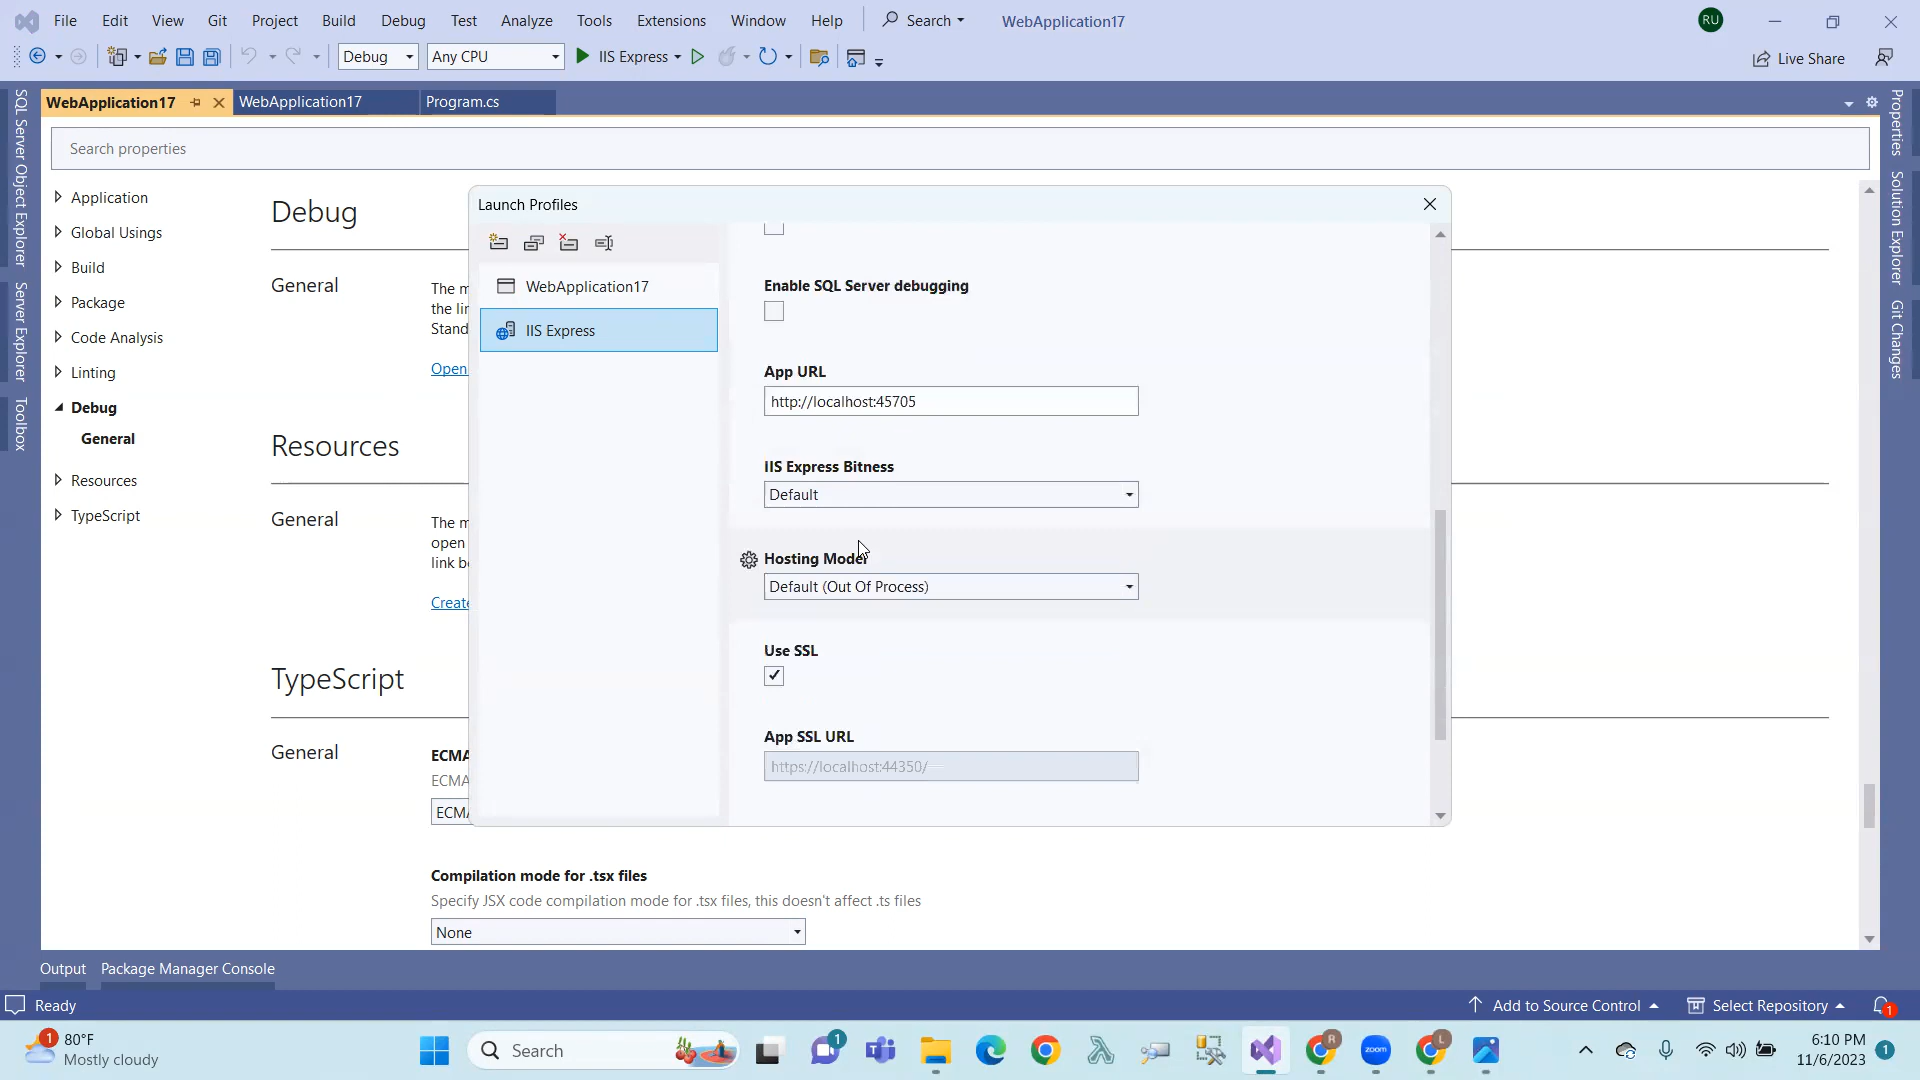 File Edit View Git Project Build Debug Test Analyze Tools Extensions Window Help Search WebApplication17 RU
Debug Any CPU IIS Express Live Share
WebApplication17 WebApplication17 Program.cs
SQL Server Object Explorer
Server Explorer
Toolbox
Properties
Solution Explorer
Git Changes
Search properties
Application
Global Usings
Build
Package
Code Analysis
Linting
Debug
General
Resources
TypeScript
Debug
General
The m
the lin
Stand
Open
Resources
General
The m
open
link be
Create
TypeScript
General
ECMA
ECMA
ECMA
Compilation mode for .tsx files
Specify JSX code compilation mode for .tsx files, this doesn't affect .ts files
None
Launch Profiles
WebApplication17
IIS Express
Enable SQL Server debugging
App URL
http://localhost:45705
IIS Express Bitness
Default
Hosting Model
Default (Out Of Process)
Use SSL
App SSL URL
https://localhost:44350/
Output Package Manager Console
Ready Add to Source Control Select Repository 1
1 80°F
Mostly cloudy
Search
1
R
zoom
L
6:10 PM
11/6/2023
1